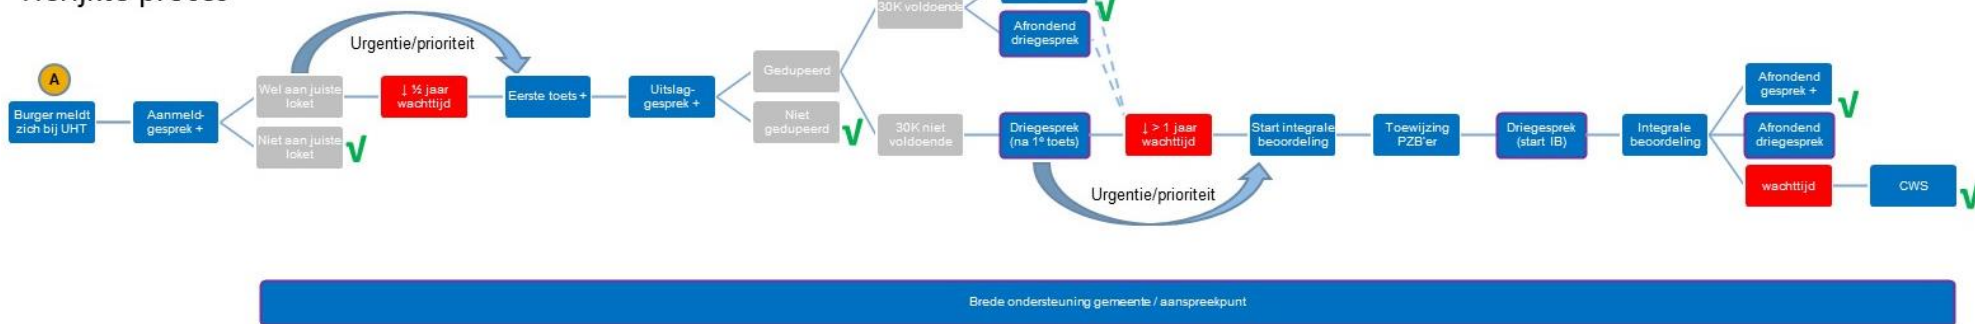 30K voldoende
Afrondend
driegesprek
Urgentie/prioriteit
A
Burger meldt
zich bij UHT
Aanmeld-
gesprek +
Wel aan juiste
loket
Niet aan juiste
loket
√
↓ ½ jaar
wachttijd
Eerste toets +
Uitslag-
gesprek +
Gedupeerd
Niet
gedupeerd
√
√
30K niet
voldoende
Driegesprek
(na 1º toets)
↓ > 1 jaar
wachttijd
Start integrale
beoordeling
Toewijzing
PZB'er
Driegesprek
(start IB)
Integrale
beoordeling
Afrondend
gesprek +
√
Afrondend
driegesprek
wachttijd
CWS
√
Urgentie/prioriteit
Brede ondersteuning gemeente / aanspreekpunt